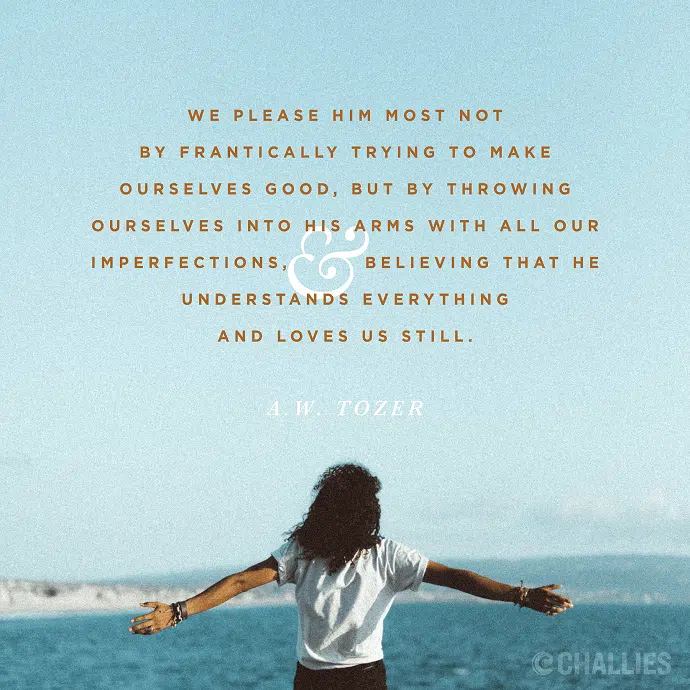 WE PLEASE HIM MOST NOT
BY FRANTICALLY TRYING TO MAKE
OURSELVES GOOD, BUT BY THROWING
OURSELVES INTO HIS ARMS WITH ALL OUR
IMPERFECTIONS, & BELIEVING THAT HE
UNDERSTANDS EVERYTHING
AND LOVES US STILL.
A.W. TOZER
©CHALLIES